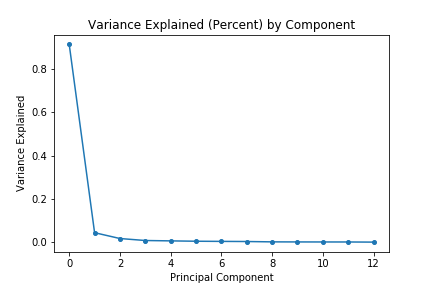 Variance Explained (Percent) by Component
0.8
0.6
0.4
0.2
0.0
Variance Explained
0 2 4 6 8 10 12
Principal Component